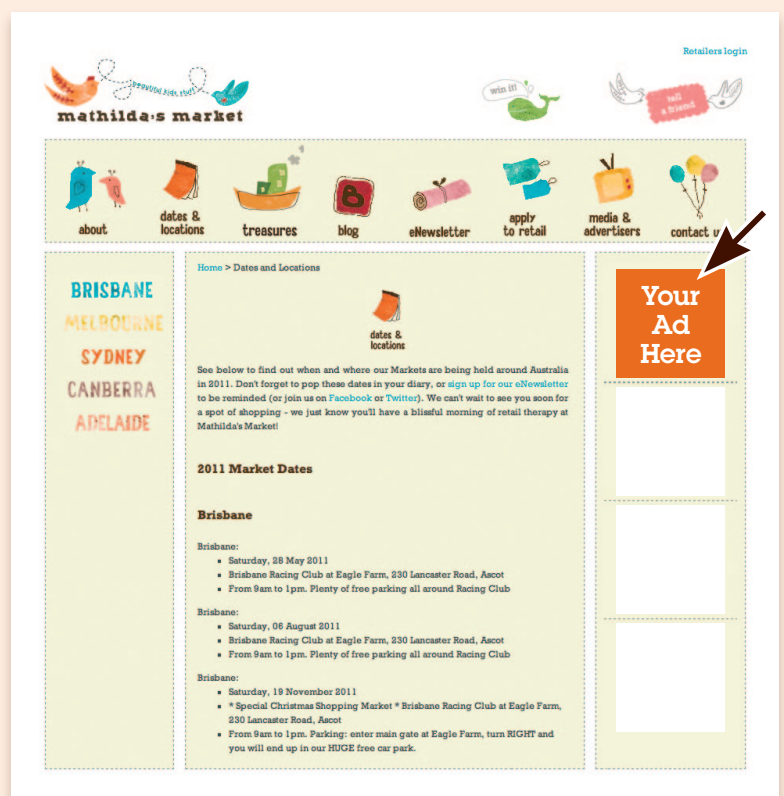 Retailers login
beautiful kids stuff
mathilda's market
win it!
tell
a friend
about
dates &
locations
treasures
B
blog
eNewsletter
apply
to retail
media &
advertisers
contact us
BRISBANE
MELBOURNE
SYDNEY
CANBERRA
ADELAIDE
Home > Dates and Locations
dates &
locations
See below to find out when and where our Markets are being held around Australia
in 2011. Don't forget to pop these dates in your diary, or sign up for our eNewsletter
to be reminded (or join us on Facebook or Twitter). We can't wait to see you soon for
a spot of shopping - we just know you'll have a blissful morning of retail therapy at
Mathilda's Market!
2011 Market Dates
Brisbane
Brisbane:
Saturday, 28 May 2011
Brisbane Racing Club at Eagle Farm, 230 Lancaster Road, Ascot
From 9am to 1pm. Plenty of free parking all around Racing Club
Brisbane:
Saturday, 06 August 2011
Brisbane Racing Club at Eagle Farm, 230 Lancaster Road, Ascot
From 9am to 1pm. Plenty of free parking all around Racing Club
Brisbane:
Saturday, 19 November 2011
* Special Christmas Shopping Market * Brisbane Racing Club at Eagle Farm,
230 Lancaster Road, Ascot
From 9am to 1pm. Parking: enter main gate at Eagle Farm, turn RIGHT and
you will end up in our HUGE free car park.
Your
Ad
Here